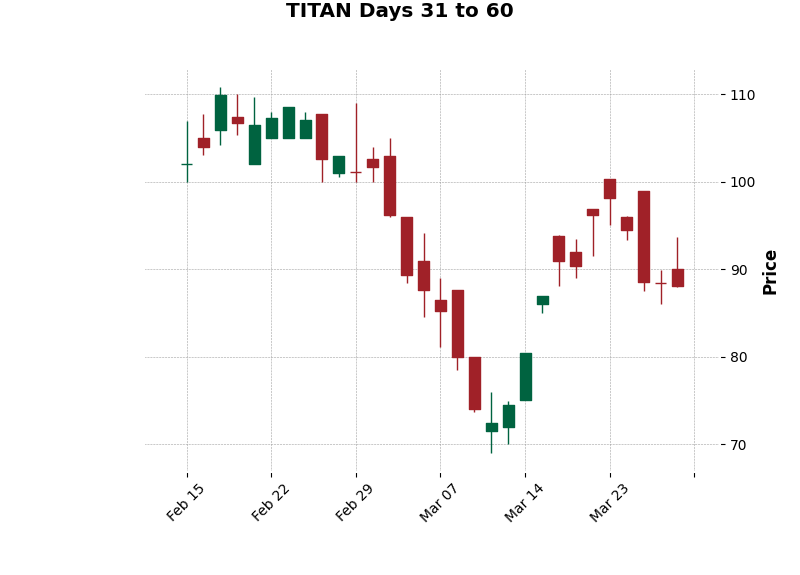 TITAN Days 31 to 60
110
100
90
80
70
Price
Feb 15
Feb 22
Feb 29
Mar 07
Mar 14
Mar 23